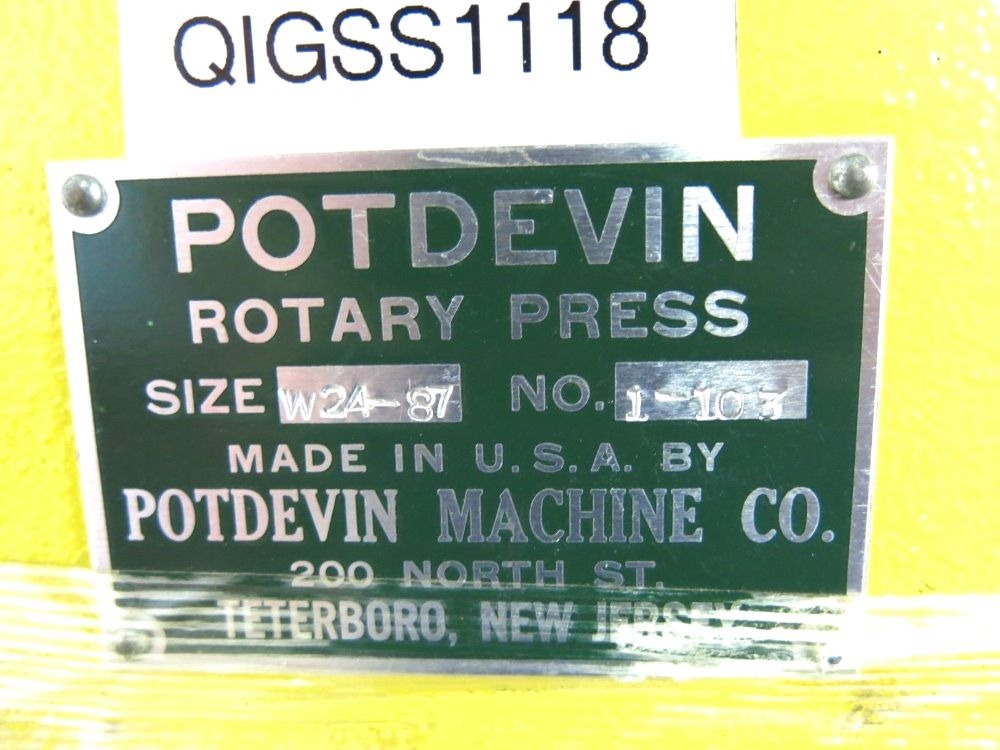 QIGSS1118
POTDEVIN
ROTARY PRESS
SIZE W24-87 NO. 1-103
MADE IN U.S.A. BY
POTDEVIN MACHINE CO.
200 NORTH ST.
TETERBORO, NEW JERSEY